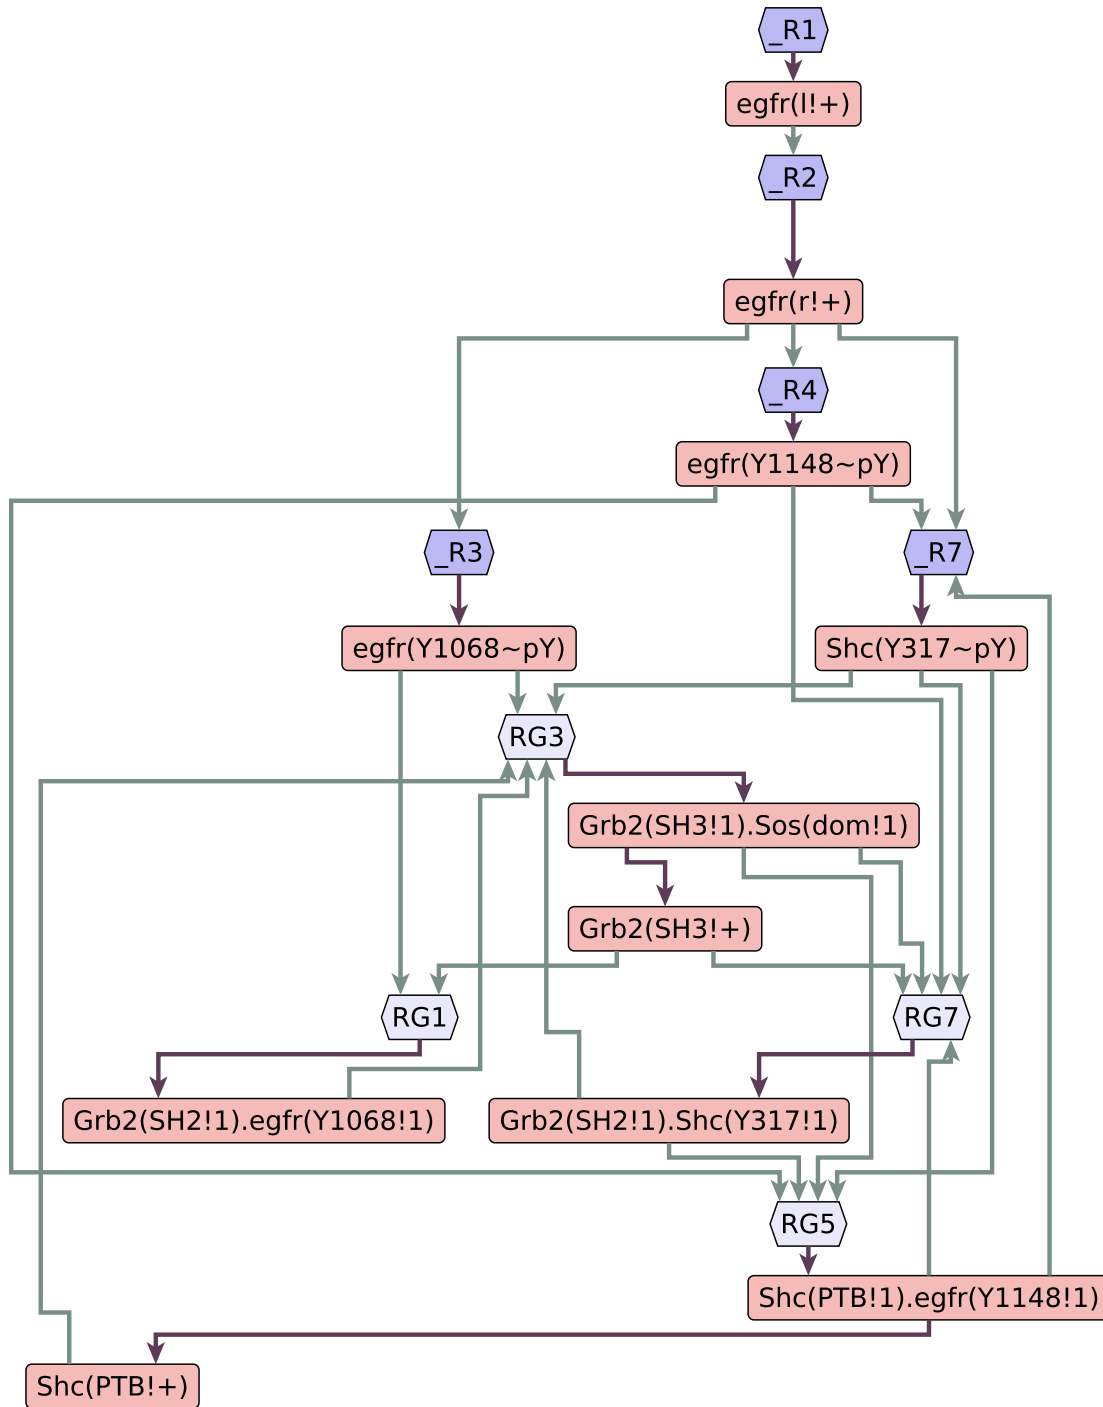 _R1
egfr(l!+)
_R2
egfr(r!+)
_R4
egfr(Y1148~pY)
_R3
_R7
egfr(Y1068~pY)
Shc(Y317~pY)
RG3
Grb2(SH3!1).Sos(dom!1)
Grb2(SH3!+)
RG1
RG7
Grb2(SH2!1).egfr(Y1068!1)
Grb2(SH2!1).Shc(Y317!1)
RG5
Shc(PTB!1).egfr(Y1148!1)
Shc(PTB!+)